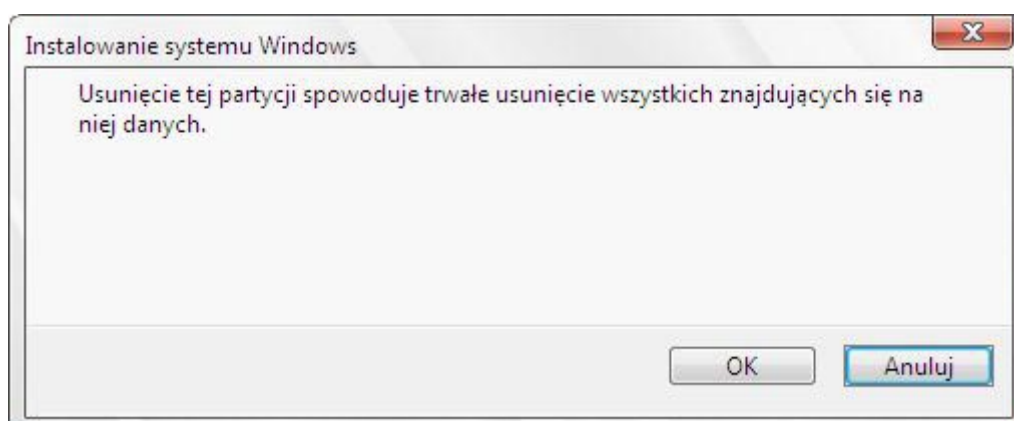 Instalowanie systemu Windows
Usunięcie tej partycji spowoduje trwałe usunięcie wszystkich znajdujących się na
niej danych.
OK
Anuluj